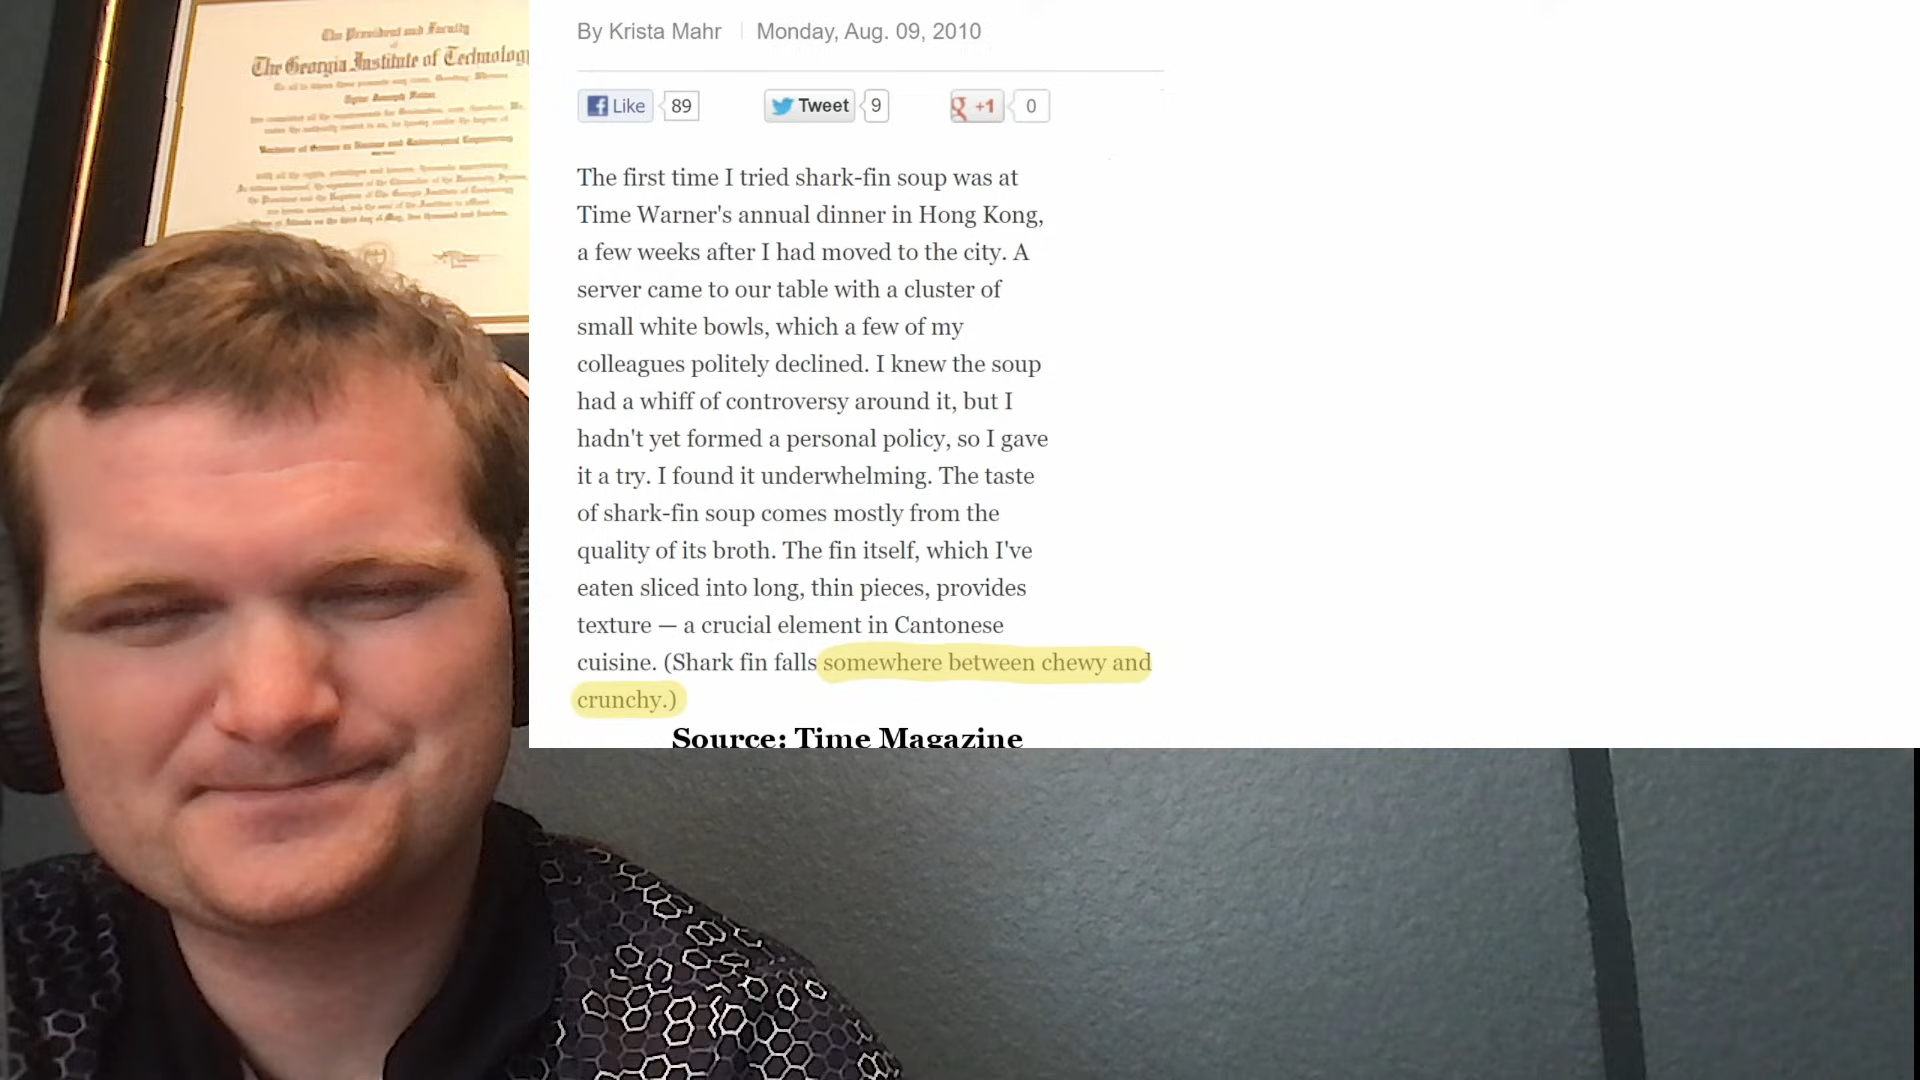 The President and Faculty
of
The Georgia Institute of Technology
By Krista Mahr
Monday, Aug. 09, 2010
Like 89
Tweet 9
+1 0
The first time I tried shark-fin soup was at
Time Warner's annual dinner in Hong Kong,
a few weeks after I had moved to the city. A
server came to our table with a cluster of
small white bowls, which a few of my
colleagues politely declined. I knew the soup
had a whiff of controversy around it, but I
hadn't yet formed a personal policy, so I gave
it a try. I found it underwhelming. The taste
of shark-fin soup comes mostly from the
quality of its broth. The fin itself, which I've
eaten sliced into long, thin pieces, provides
texture — a crucial element in Cantonese
cuisine. (Shark fin falls somewhere between chewy and
crunchy.)
Source: Time Magazine